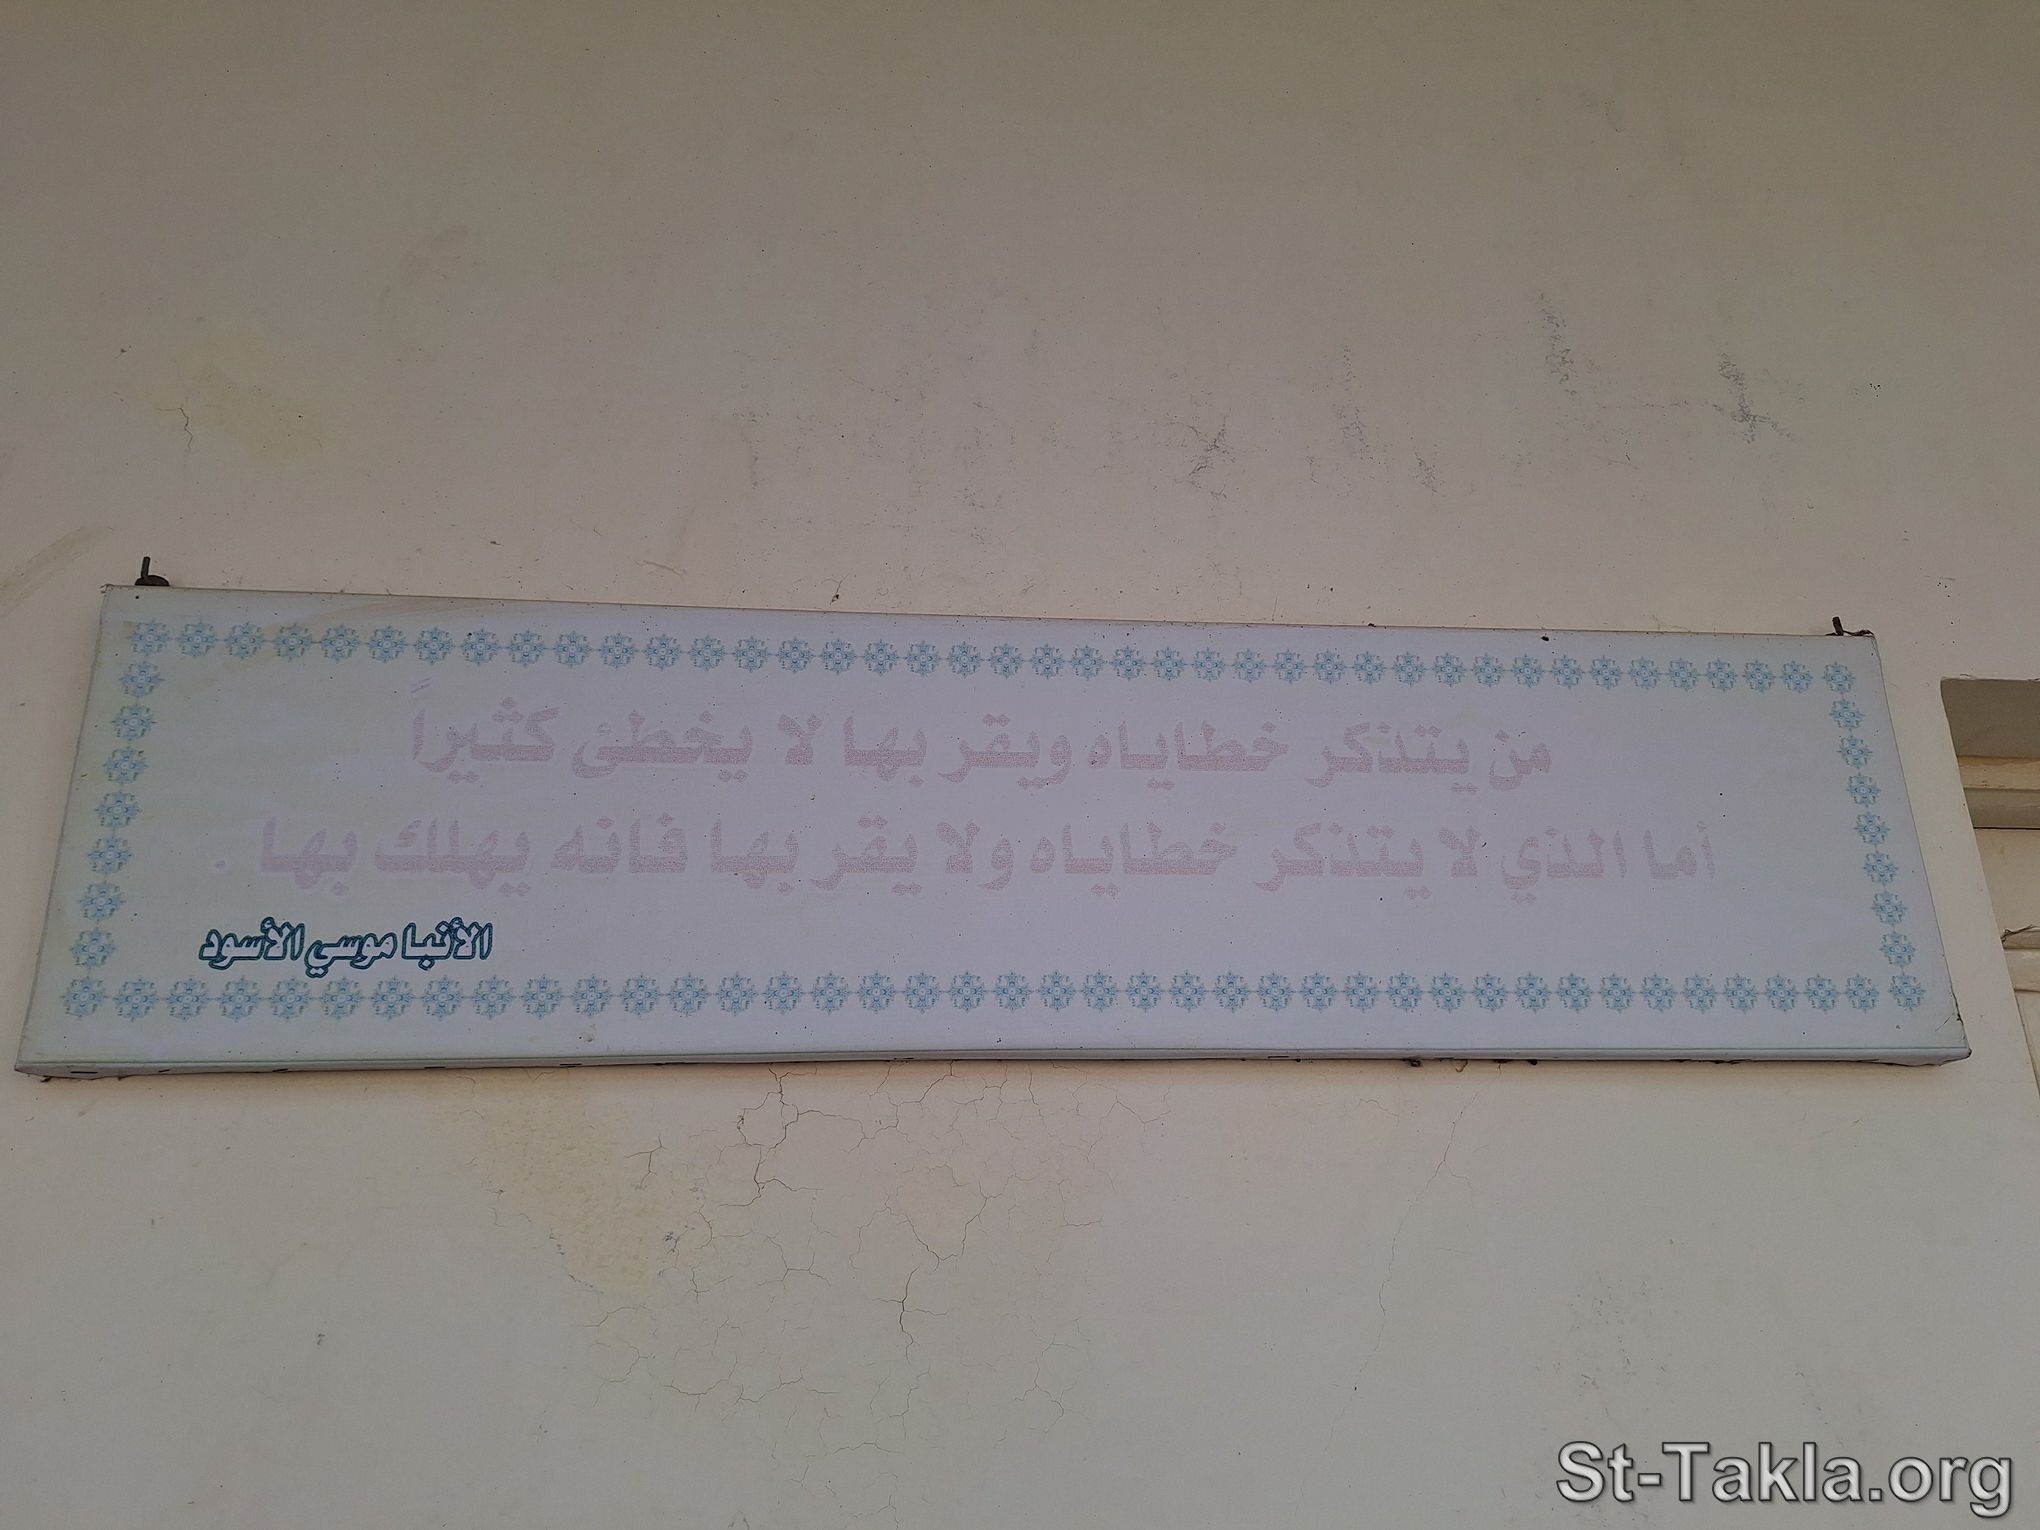 من يتذكر خطاياه ويقر بها لا يخطئ كثيراً
أما الذي لا يتذكر خطاياه ولا يقر بها فانه يهلك بها .
الأنبا موسي الأسود
St-Takla.org